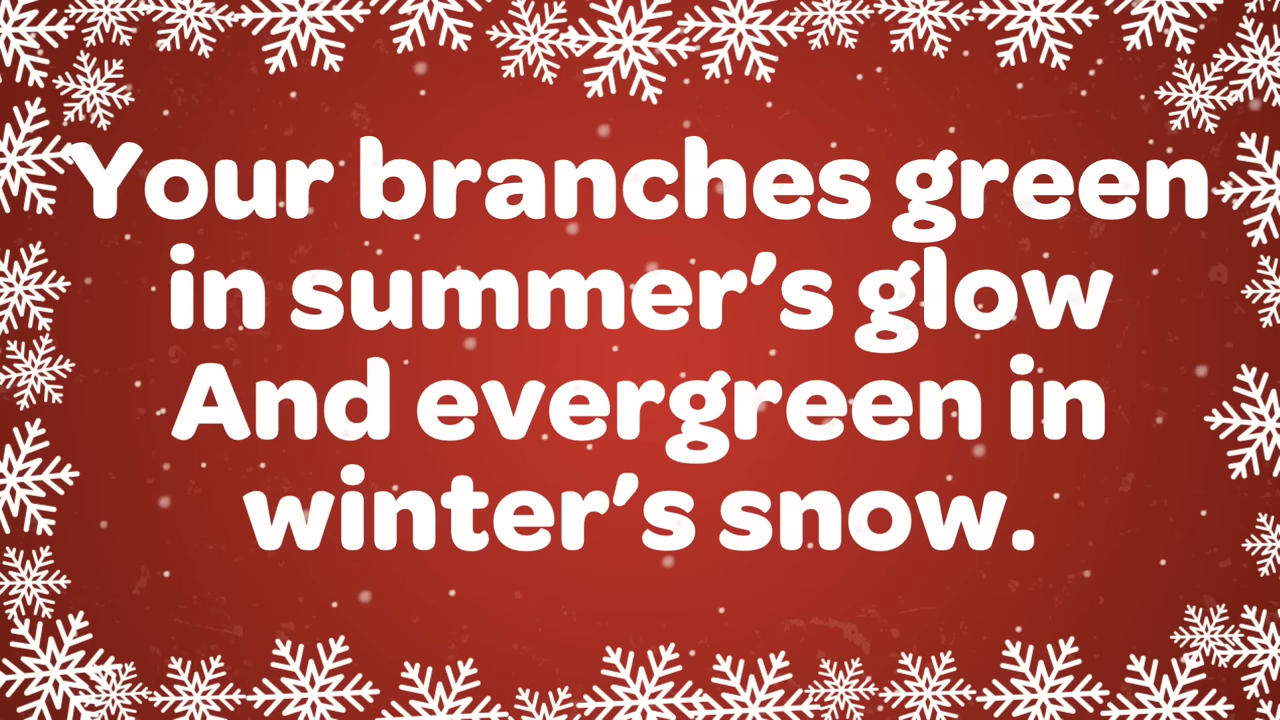 Your branches green
in summer’s glow
And evergreen in
winter’s snow.